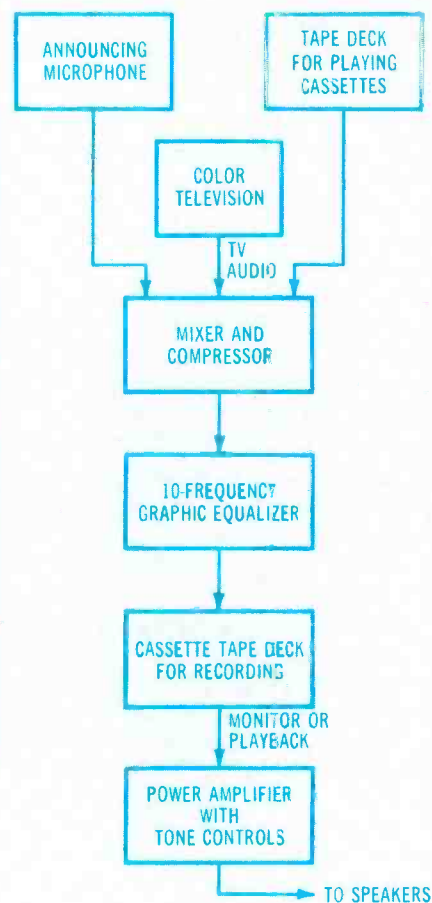 ANNOUNCING
MICROPHONE
TAPE DECK
FOR PLAYING
CASSETTES
COLOR
TELEVISION
TV
AUDIO
MIXER AND
COMPRESSOR
10-FREQUENCY
GRAPHIC EQUALIZER
CASSETTE TAPE DECK
FOR RECORDING
MONITOR OR
PLAYBACK
POWER AMPLIFIER
WITH
TONE CONTROLS
TO SPEAKERS